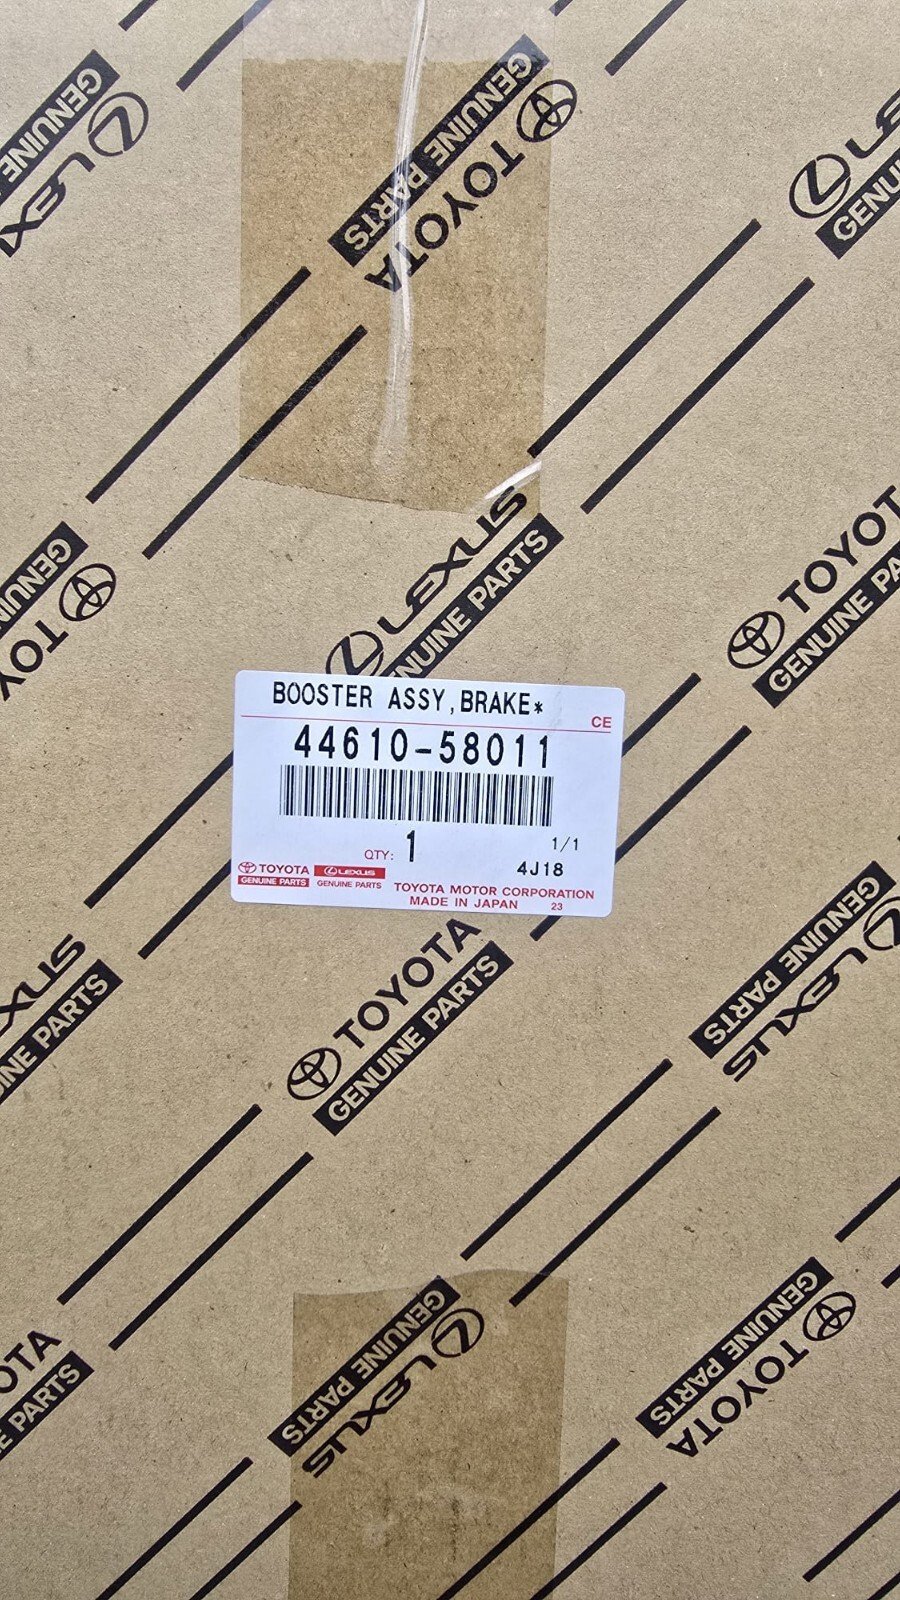 GENUINE PARTS
TOYOTA
LEXUS
GENUINE PARTS
TOYOTA
GENUINE PARTS
BOOSTER ASSY,BRAKE*
CE
44610-58011
QTY: 1
1/1
4J18
TOYOTA
GENUINE PARTS
LEXUS
GENUINE PARTS
TOYOTA MOTOR CORPORATION
MADE IN JAPAN 23
TOYOTA
GENUINE PARTS
LEXUS
GENUINE PARTS
GENUINE PARTS
LEXUS
GENUINE PARTS
TOYOTA